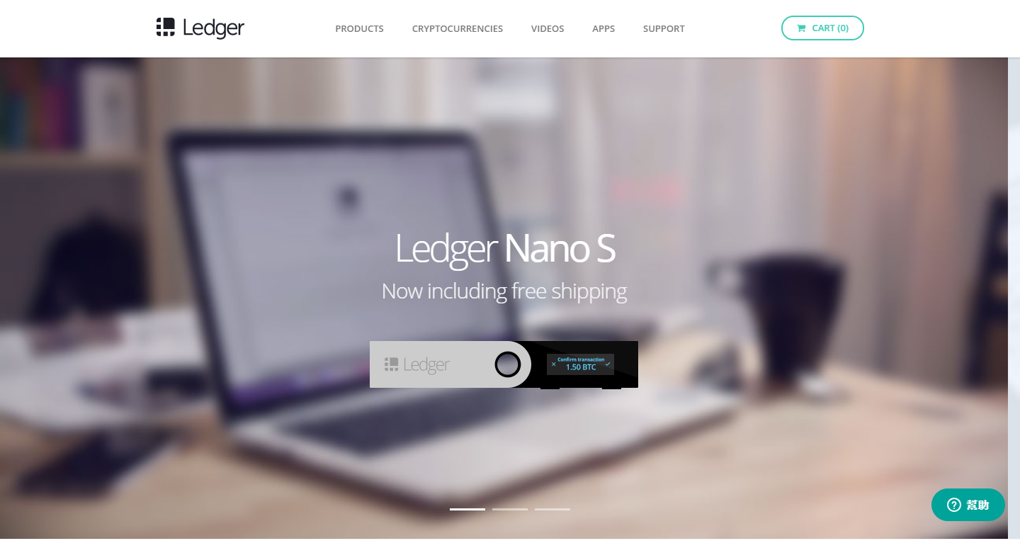 Ledger
PRODUCTS
CRYPTOCURRENCIES
VIDEOS
APPS
SUPPORT
CART (0)
Ledger Nano S
Now including free shipping
Ledger
Confirm transaction
1.50 BTC
幫助